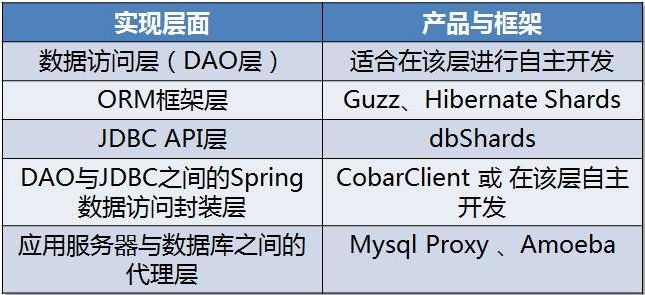 实现层面
产品与框架
数据访问层（DAO层）
适合在该层进行自主开发
ORM框架层
Guzz、Hibernate Shards
JDBC API层
dbShards
DAO与JDBC之间的Spring
数据访问封装层
CobarClient 或 在该层自主
开发
应用服务器与数据库之间的
代理层
Mysql Proxy 、Amoeba